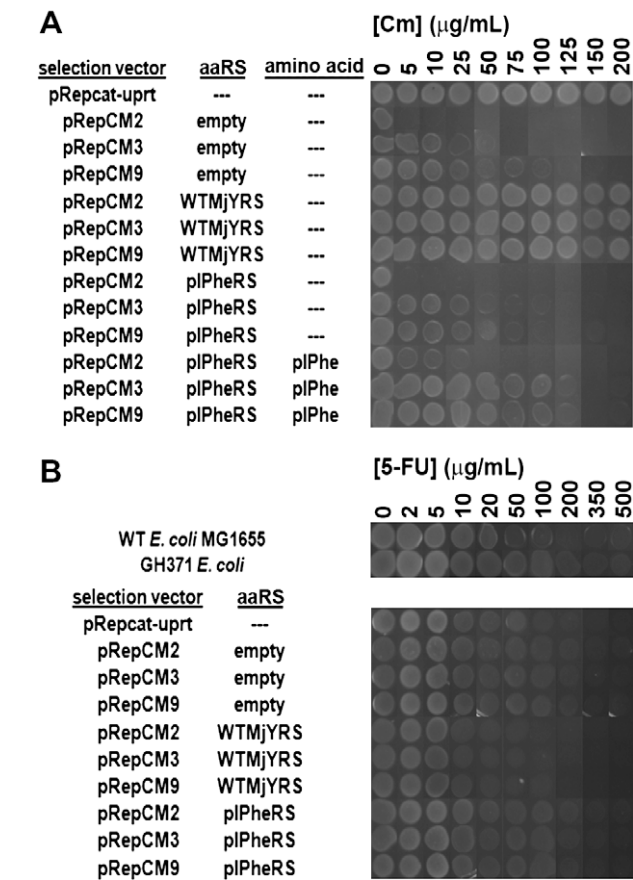 A
[Cm] (µg/mL)
0 5 10 25 50 75 100 125 150 200
selection vector aaRS amino acid
pRepcat-uprt --- ---
pRepCM2 empty ---
pRepCM3 empty ---
pRepCM9 empty ---
pRepCM2 WTMjYRS ---
pRepCM3 WTMjYRS ---
pRepCM9 WTMjYRS ---
pRepCM2 pIPheRS ---
pRepCM3 pIPheRS ---
pRepCM9 pIPheRS ---
pRepCM2 pIPheRS pIPhe
pRepCM3 pIPheRS pIPhe
pRepCM9 pIPheRS pIPhe
B
[5-FU] (µg/mL)
0 2 5 10 20 50 100 200 350 500
WT E. coli MG1655
GH371 E. coli
selection vector aaRS
pRepcat-uprt ---
pRepCM2 empty
pRepCM3 empty
pRepCM9 empty
pRepCM2 WTMjYRS
pRepCM3 WTMjYRS
pRepCM9 WTMjYRS
pRepCM2 pIPheRS
pRepCM3 pIPheRS
pRepCM9 pIPheRS